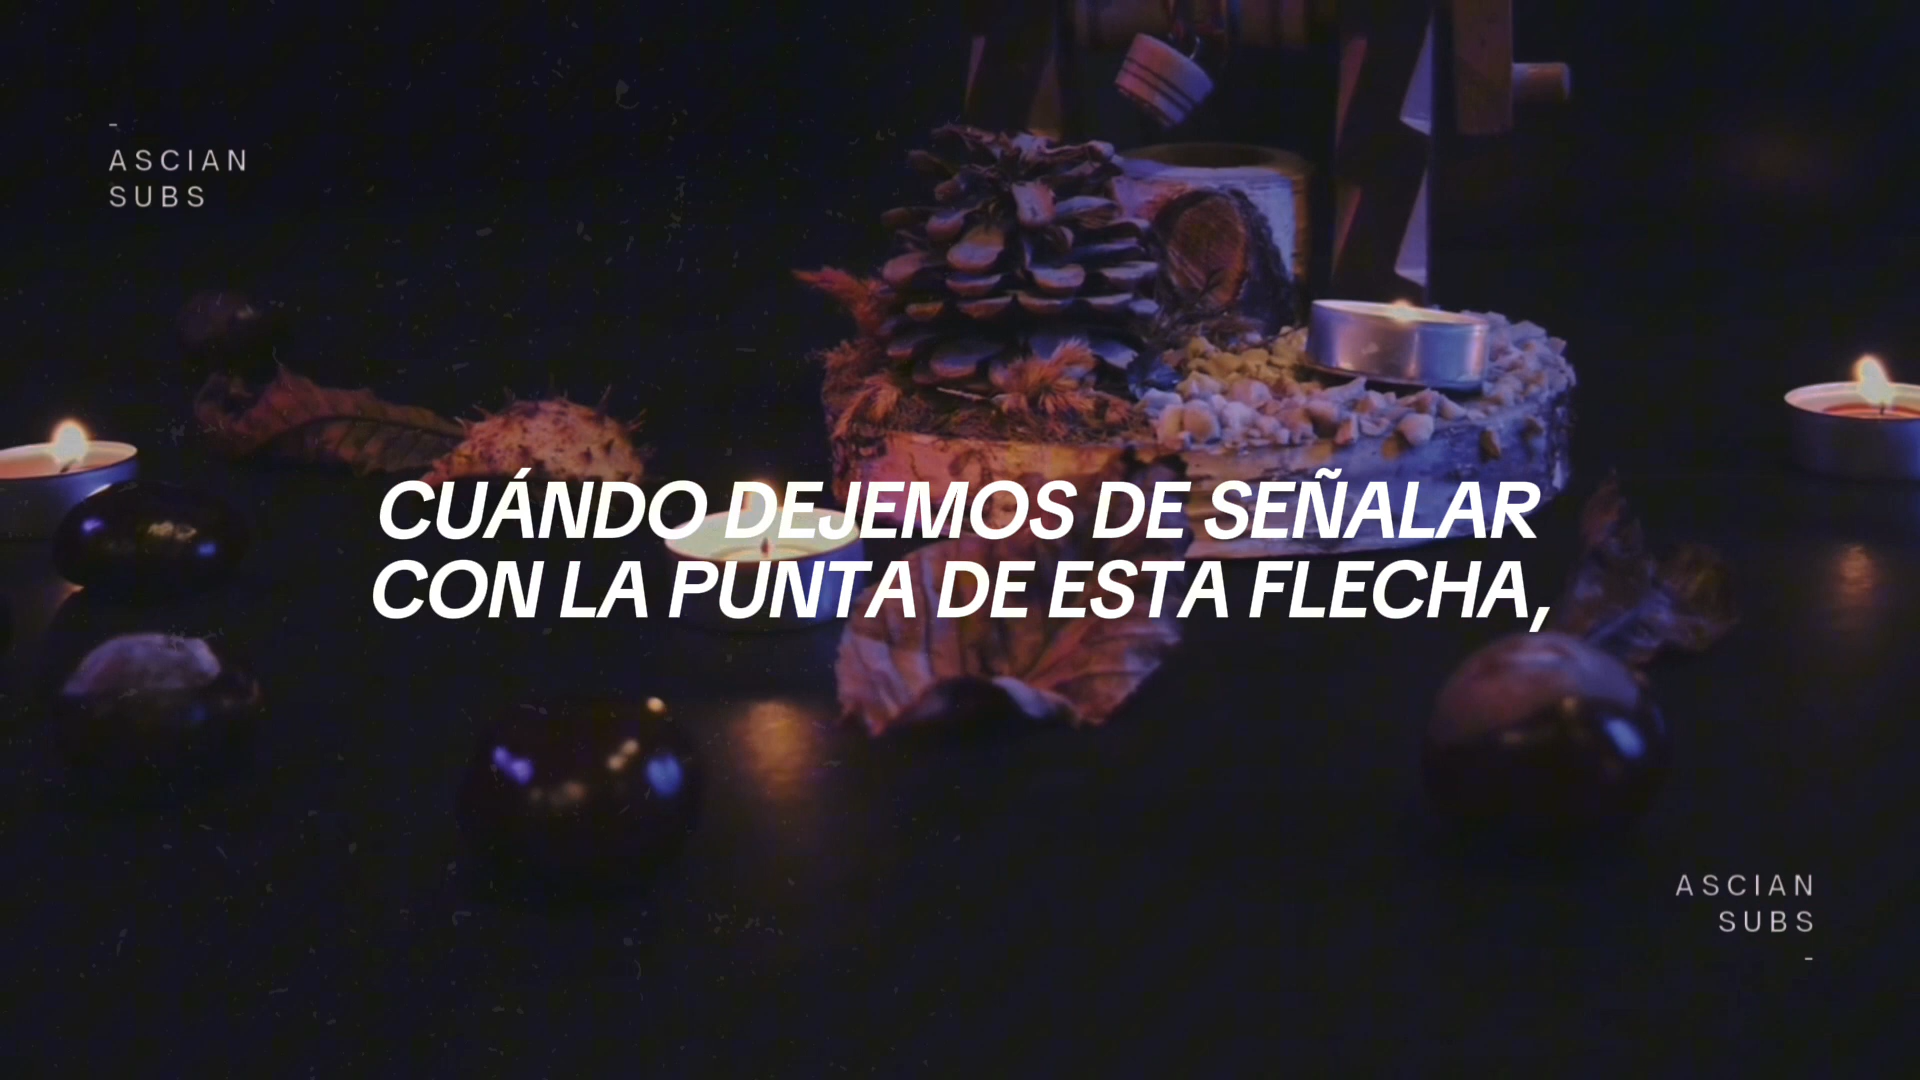 -
ASCIAN
SUBS
CUÁNDO DEJEMOS DE SEÑALAR
CON LA PUNTA DE ESTA FLECHA,
ASCIAN
SUBS
-